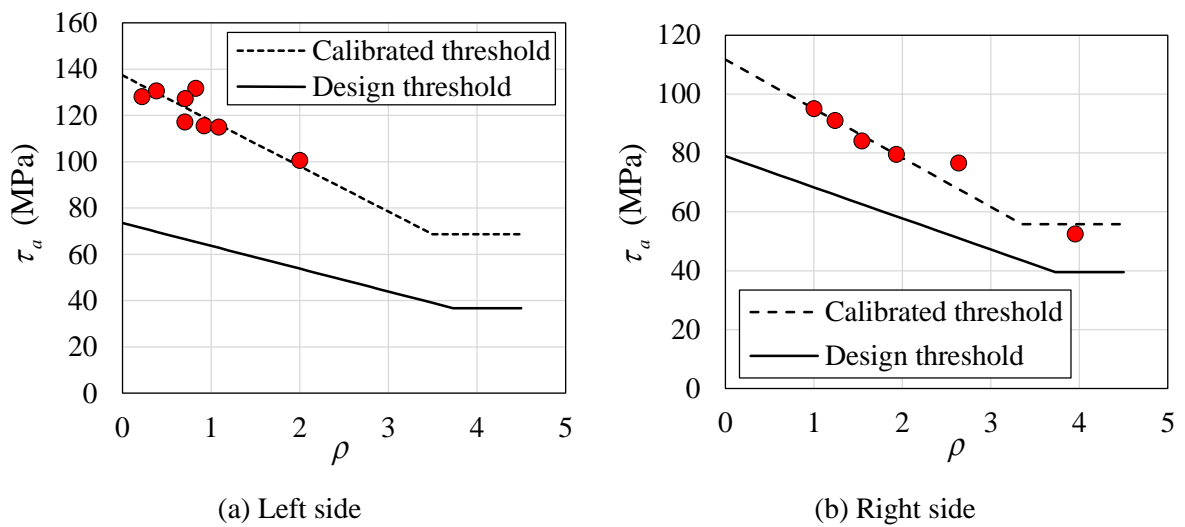 160
140
120
100
80
60
40
20
0
τa (MPa)
0 1 2 3 4 5
ρ
Calibrated threshold
Design threshold
(a) Left side
120
100
80
60
40
20
0
τa (MPa)
0 1 2 3 4 5
ρ
Calibrated threshold
Design threshold
(b) Right side